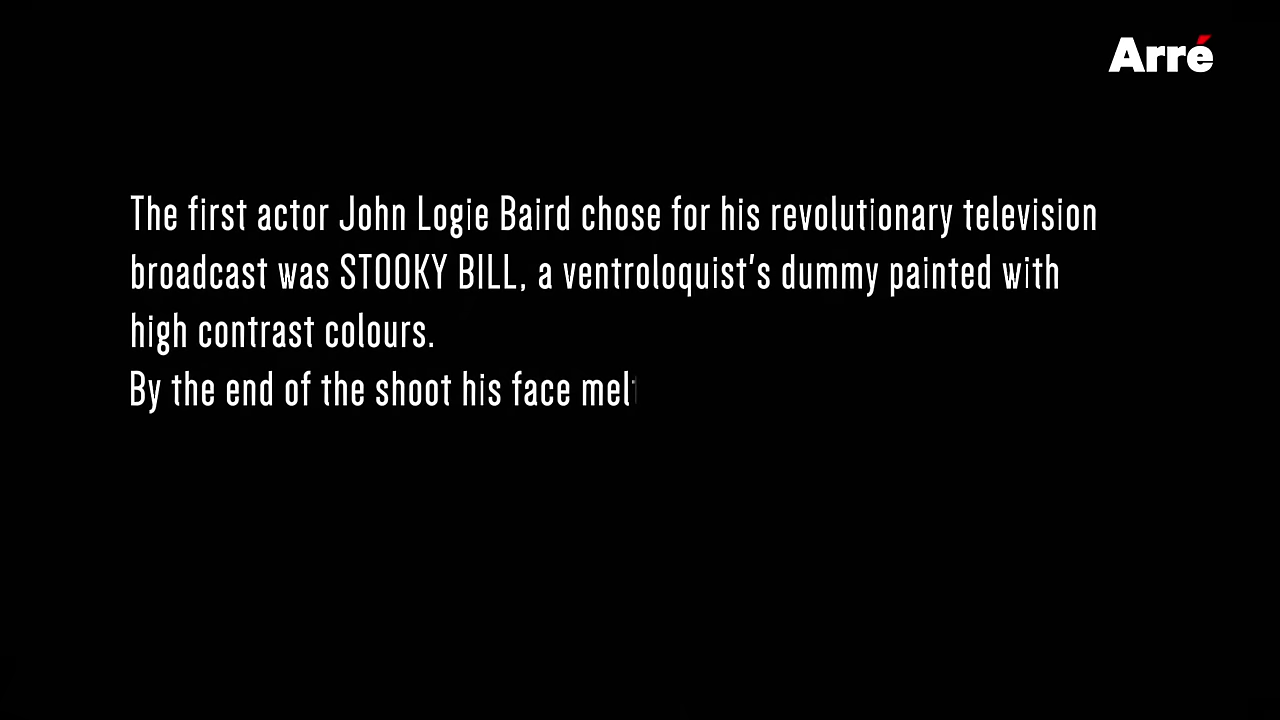 Arré
The first actor John Logie Baird chose for his revolutionary television
broadcast was STOOKY BILL, a ventroloquist's dummy painted with
high contrast colours.
By the end of the shoot his face melt